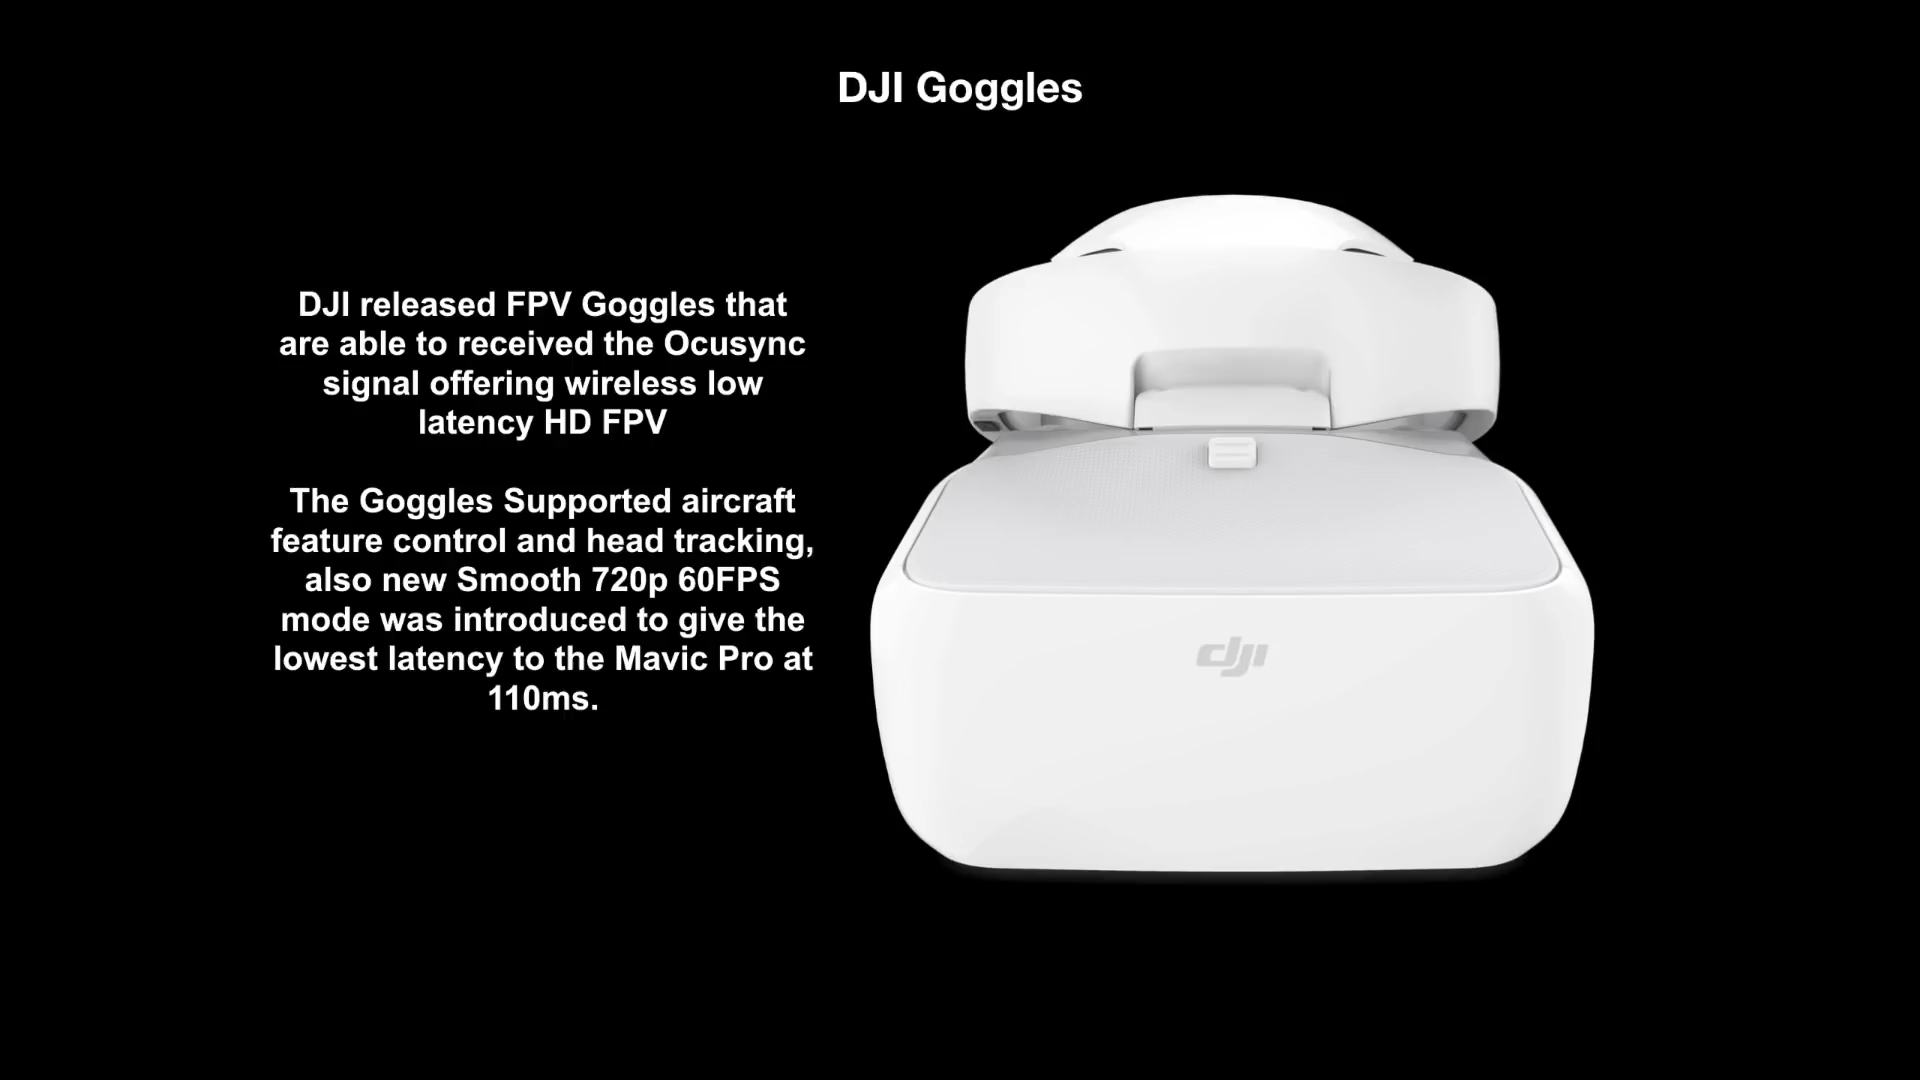 DJI Goggles
DJI released FPV Goggles that
are able to received the Ocusync
signal offering wireless low
latency HD FPV
The Goggles Supported aircraft
feature control and head tracking,
also new Smooth 720p 60FPS
mode was introduced to give the
lowest latency to the Mavic Pro at
110ms.
dji